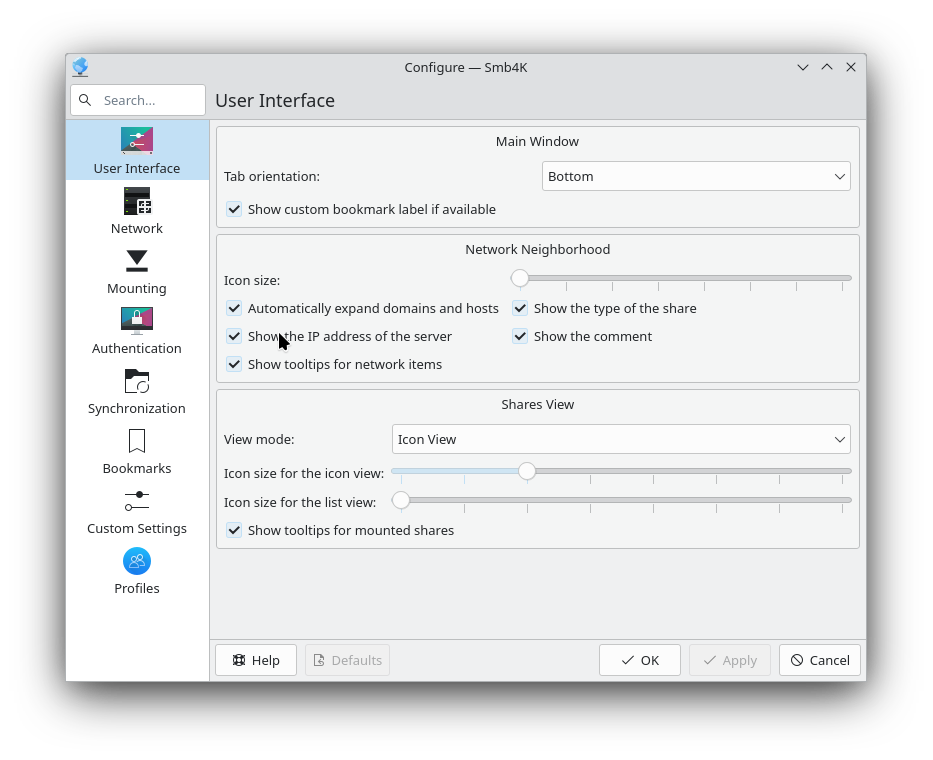 Configure — Smb4K
Search...
User Interface
User Interface
Network
Mounting
Authentication
Synchronization
Bookmarks
Custom Settings
Profiles
Main Window
Tab orientation:
Bottom
Show custom bookmark label if available
Network Neighborhood
Icon size:
Automatically expand domains and hosts
Show the type of the share
Show the IP address of the server
Show the comment
Show tooltips for network items
Shares View
View mode:
Icon View
Icon size for the icon view:
Icon size for the list view:
Show tooltips for mounted shares
Help
Defaults
OK
Apply
Cancel